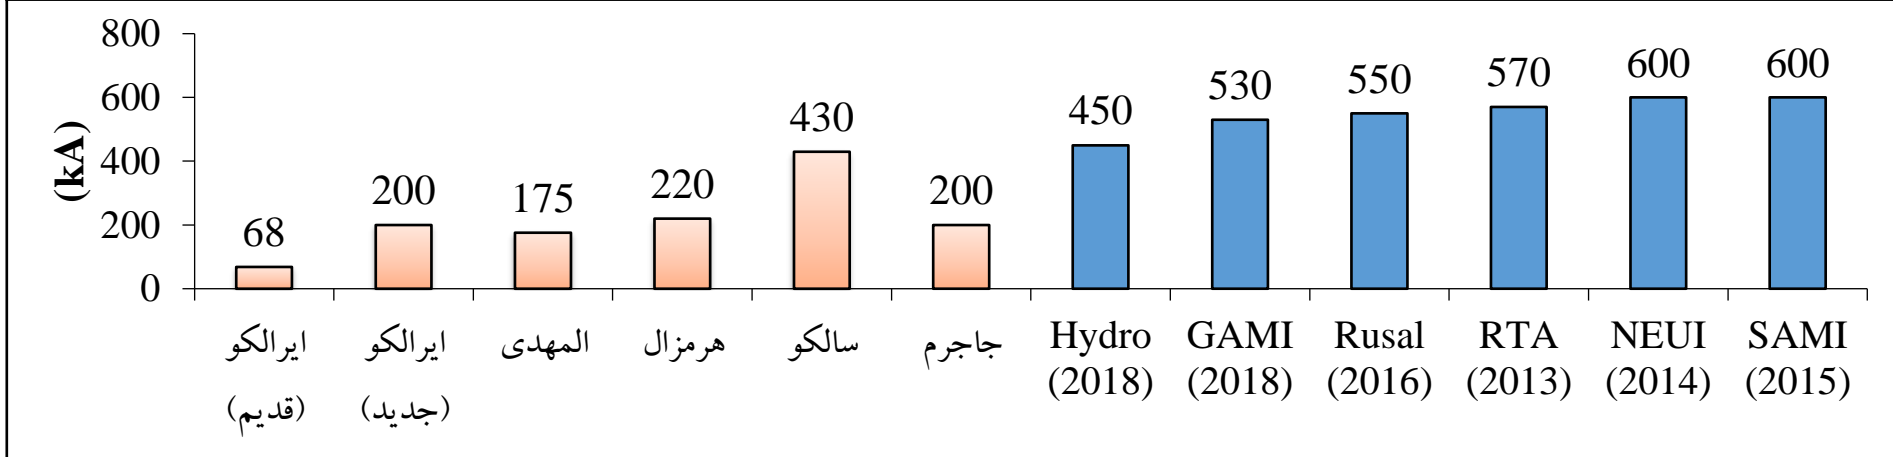 (kA)
800
600
400
200
0
68
200
175
220
430
200
450
530
550
570
600
600
ایرالکو
(قدیم)
ایرالکو
(جدید)
المهدی
هرمزال
سالکو
جاجرم
Hydro
(2018)
GAMI
(2018)
Rusal
(2016)
RTA
(2013)
NEUI
(2014)
SAMI
(2015)